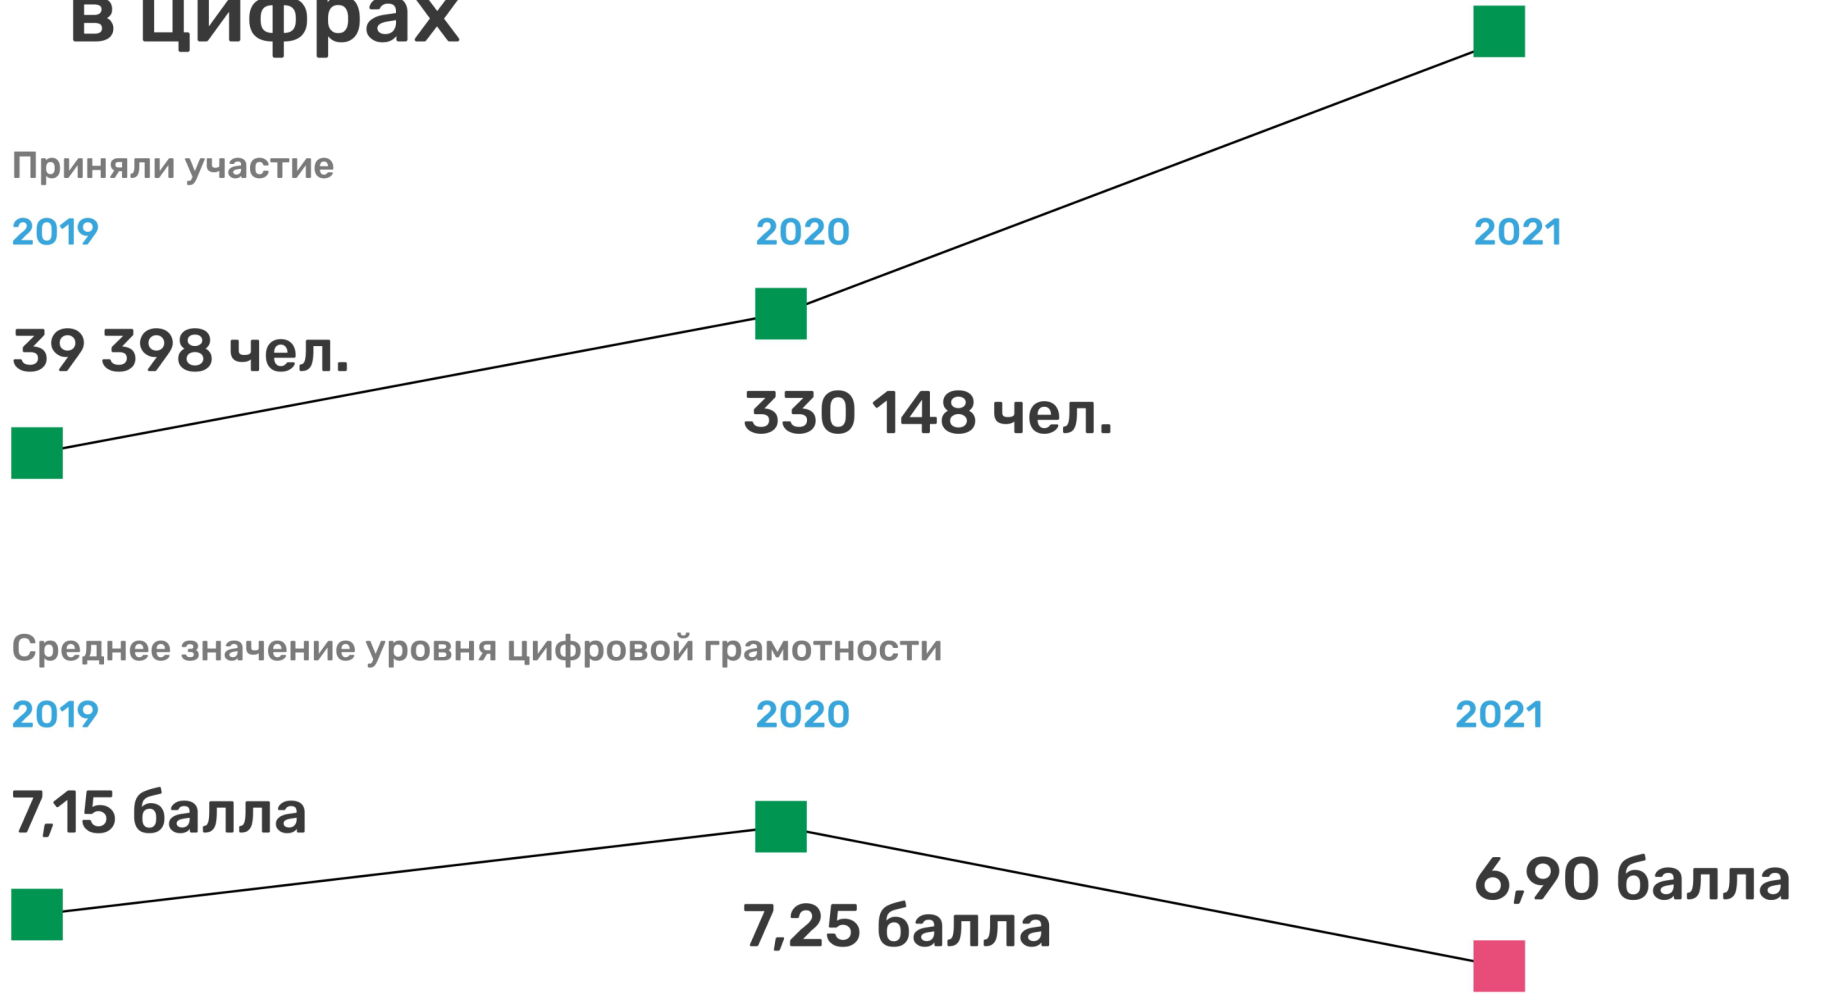 в цифрах
Приняли участие
2019 2020 2021
39 398 чел.
330 148 чел.
Среднее значение уровня цифровой грамотности
2019 2020 2021
7,15 балла
6,90 балла
7,25 балла